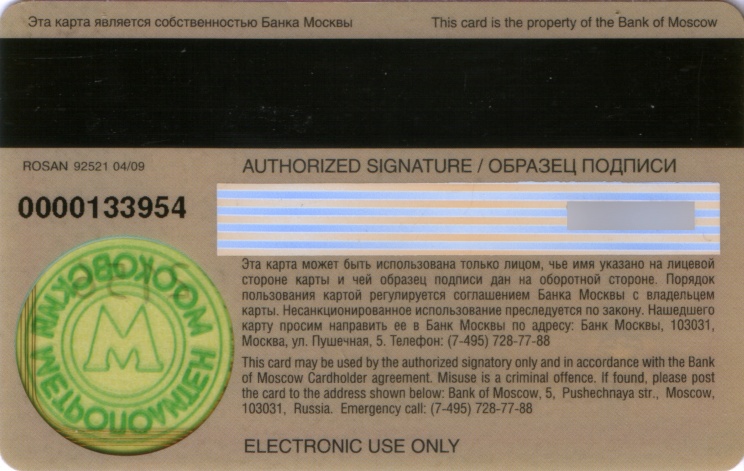 Эта карта является собственностью Банка Москвы
This card is the property of the Bank of Moscow
ROSAN 92521 04/09
AUTHORIZED SIGNATURE / ОБРАЗЕЦ ПОДПИСИ
0000133954
Эта карта может быть использована только лицом, чье имя указано на лицевой
стороне карты и чей образец подписи дан на оборотной стороне. Порядок
пользования картой регулируется соглашением Банка Москвы с владельцем
карты. Несанкционированное использование преследуется по закону. Нашедшего
карту просим направить ее в Банк Москвы по адресу: Банк Москвы, 103031,
Москва, ул. Пушечная, 5. Телефон: (7-495) 728-77-88
This card may be used by the authorized signatory only and in accordance with the Bank
of Moscow Cardholder agreement. Misuse is a criminal offence. If found, please post
the card to the address shown below: Bank of Moscow, 5, Pushechnaya str., Moscow,
103031, Russia. Emergency call: (7-495) 728-77-88
М
ELECTRONIC USE ONLY